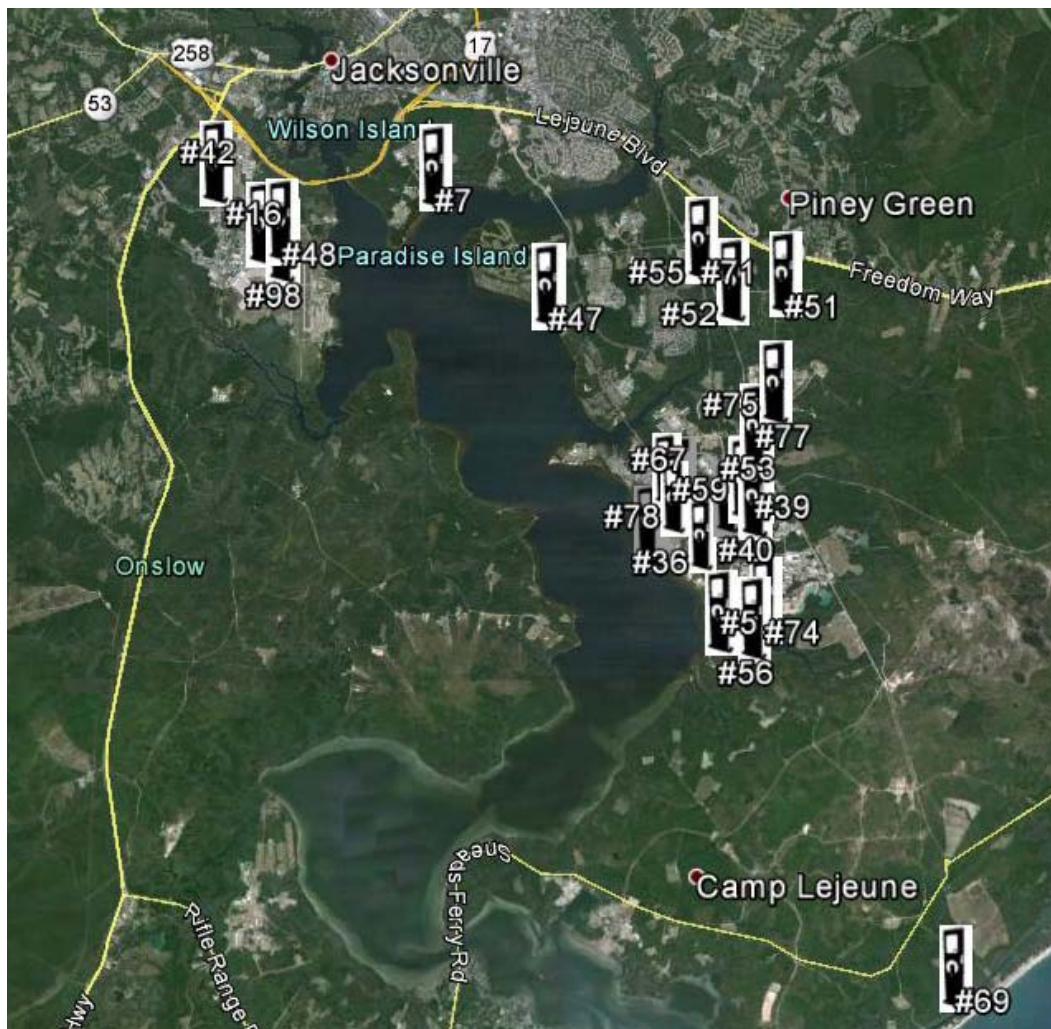 258
17
Jacksonville
53
Wilson Island
Lejeune Blvd
#42
#7
#16
Piney Green
#48
Paradise Island
#55
#71
#98
#47
#52
#51
Freedom Way
#75
#77
#67
#53
#59
#39
#78
#40
#36
Onslow
#5
#74
#56
Sneads-Ferry Rd
Camp Lejeune
Rifle-Range-
Hwy
#69